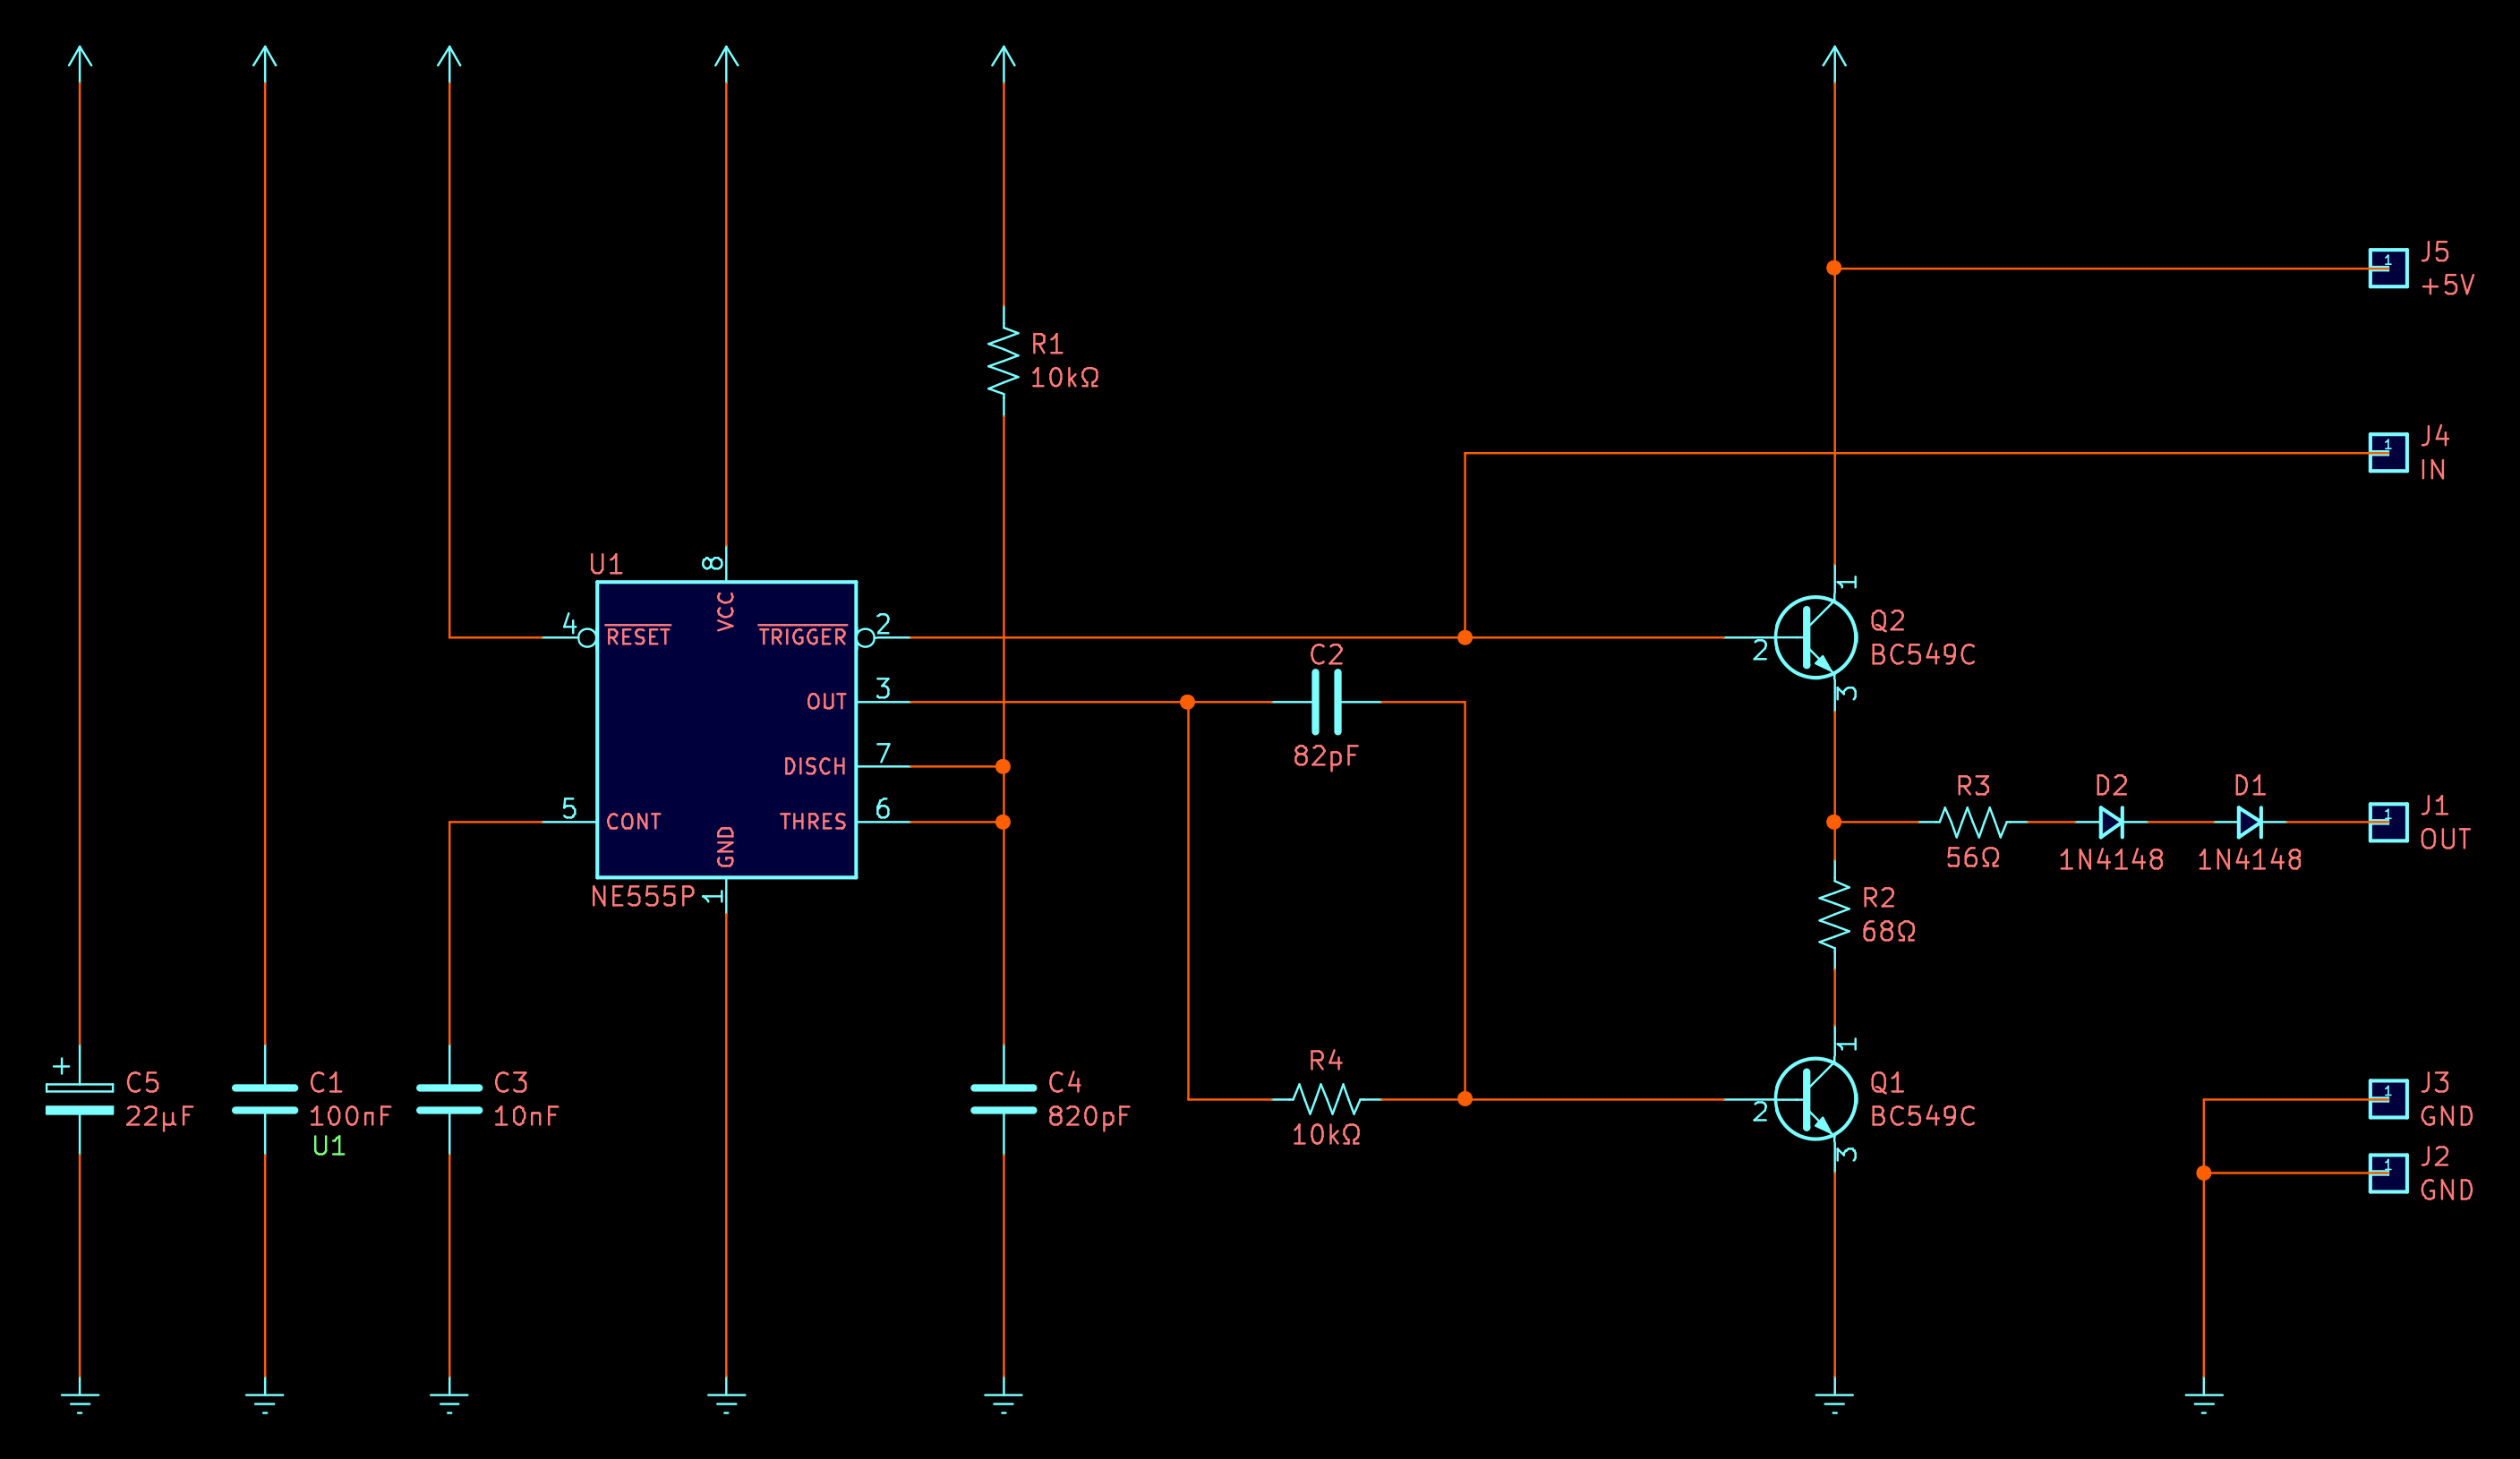 J5
1
+5V
R1
10kΩ
J4
1
IN
U1
8
VCC
4
RESET
TRIGGER
2
1
Q2
BC549C
2
3
C2
82pF
OUT
3
DISCH
7
5
CONT
THRES
6
GND
NE555P
1
R3
56Ω
D2
1N4148
D1
1N4148
J1
1
OUT
R2
68Ω
+
C5
22µF
C1
100nF
U1
C3
10nF
C4
820pF
R4
10kΩ
1
Q1
BC549C
2
3
J3
1
GND
J2
1
GND